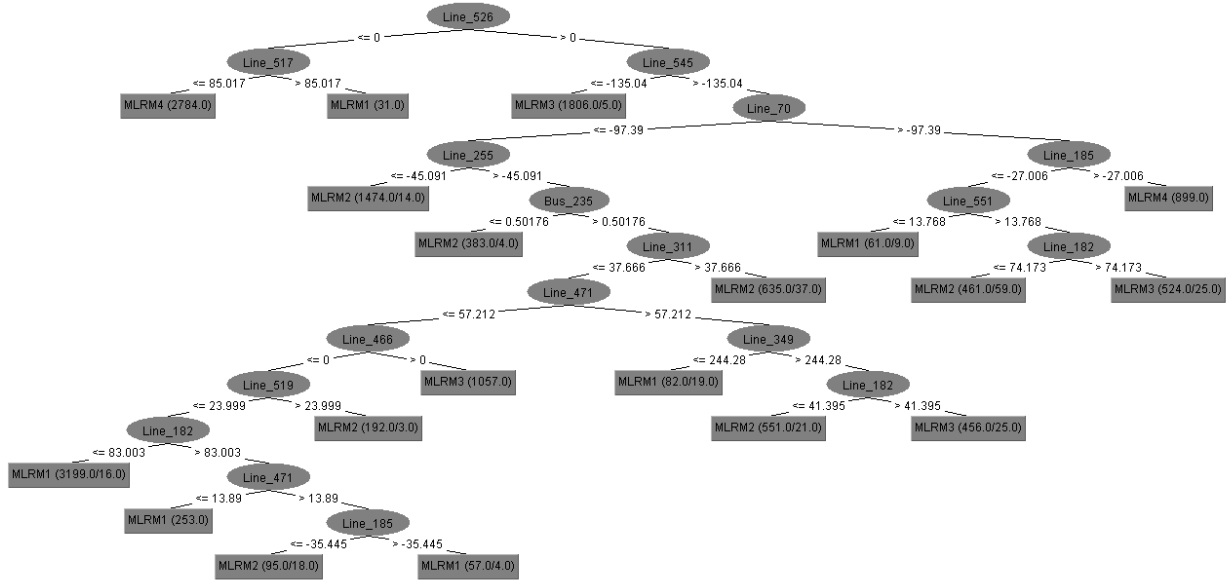 Line_526
<= 0 > 0
Line_517 Line_545
<= 85.017 > 85.017 <= -135.04 > -135.04
MLRM4 (2784.0) MLRM1 (31.0) MLRM3 (1806.0/5.0) Line_70
<= -97.39 > -97.39
Line_255 Line_185
<= -45.091 > -45.091 <= -27.006 > -27.006
MLRM2 (1474.0/14.0) Bus_235 Line_551 MLRM4 (899.0)
<= 0.50176 > 0.50176 <= 13.768 > 13.768
MLRM2 (383.0/4.0) Line_311 MLRM1 (61.0/9.0) Line_182
<= 37.666 > 37.666 <= 74.173 > 74.173
Line_471 MLRM2 (635.0/37.0) MLRM2 (461.0/59.0) MLRM3 (524.0/25.0)
<= 57.212 > 57.212
Line_466 Line_349
<= 0 > 0 <= 244.28 > 244.28
Line_519 MLRM3 (1057.0) MLRM1 (82.0/19.0) Line_182
<= 23.999 > 23.999 <= 41.395 > 41.395
Line_182 MLRM2 (192.0/3.0) MLRM2 (551.0/21.0) MLRM3 (456.0/25.0)
<= 83.003 > 83.003
MLRM1 (3199.0/16.0) Line_471
<= 13.89 > 13.89
MLRM1 (253.0) Line_185
<= -35.445 > -35.445
MLRM2 (95.0/18.0) MLRM1 (57.0/4.0)